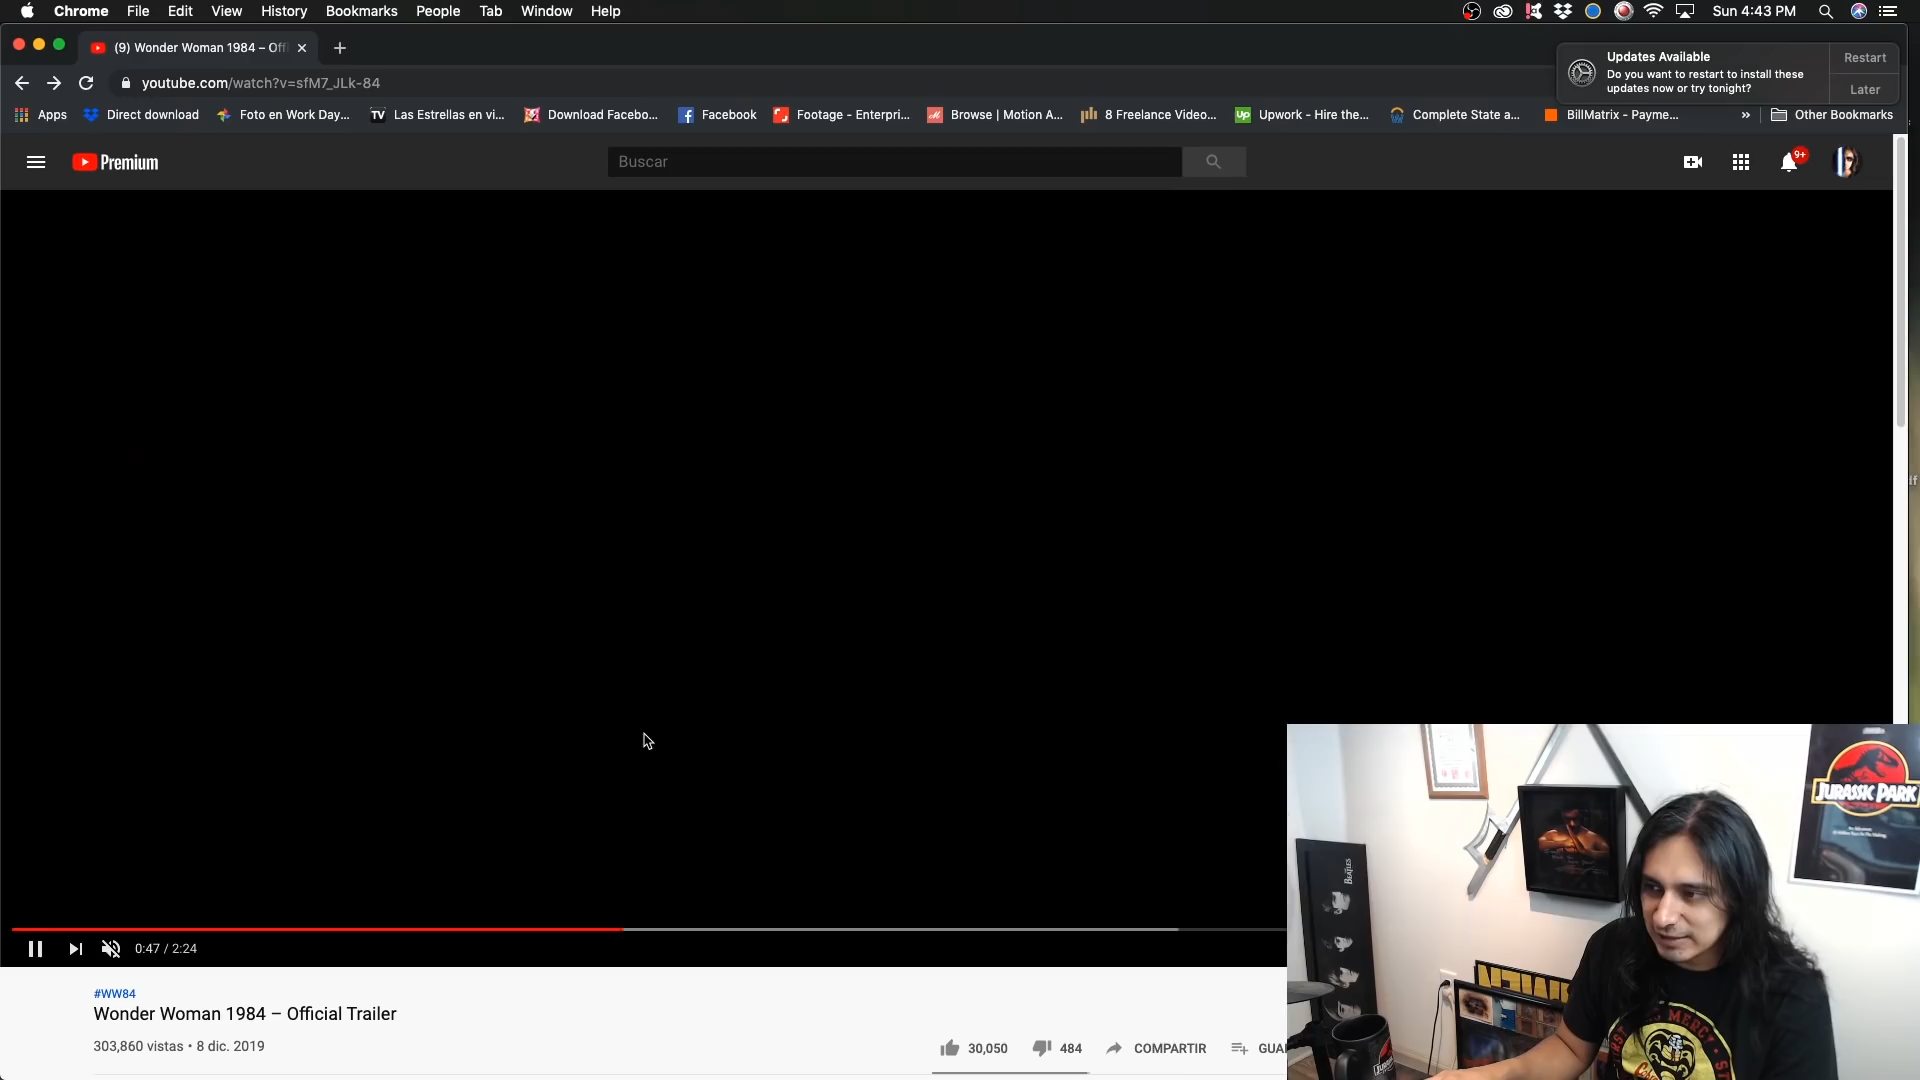 Chrome File Edit View History Bookmarks People Tab Window Help Sun 4:43 PM
(9) Wonder Woman 1984 – Offi
Updates Available
Do you want to restart to install these
updates now or try tonight?
Restart
Later
youtube.com/watch?v=sfM7_JLk-84
Apps Direct download Foto en Work Day... TV Las Estrellas en vi... Download Facebo... Facebook Footage - Enterpri... Browse | Motion A... 8 Freelance Video... Up Upwork - Hire the... Complete State a... BillMatrix - Payme... » Other Bookmarks
Premium
Buscar
9+
0:47 / 2:24
#WW84
Wonder Woman 1984 – Official Trailer
303,860 vistas • 8 dic. 2019
30,050 484 COMPARTIR GUA
JURASSIC PARK
BEATLES